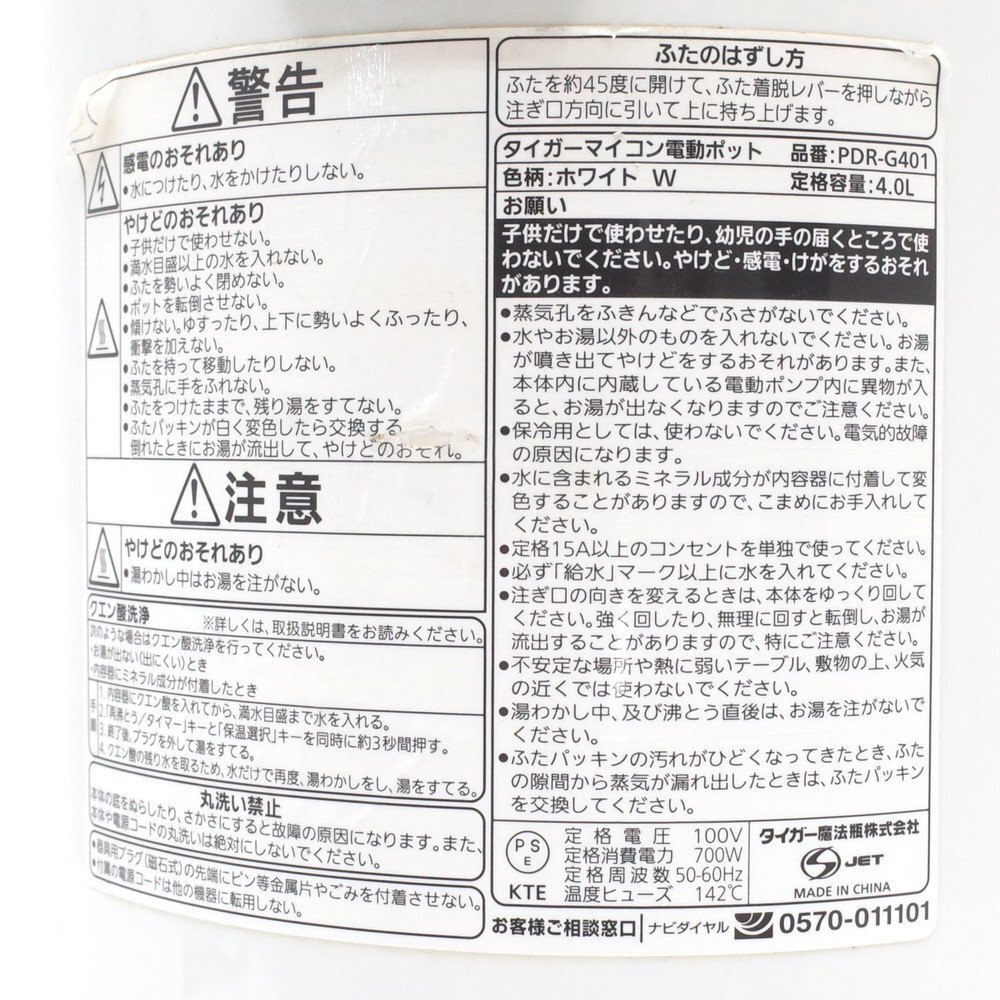 警告
感電のおそれあり
•水につけたり、水をかけたりしない。
やけどのおそれあり
•子供だけで使わせない。
•満水目盛以上の水を入れない。
•ふたを勢いよく閉めない。
•ポットを転倒させない。
•傾けない。ゆすったり、上下に勢いよくふったり、
衝撃を加えない。
•ふたを持って移動したりしない。
•蒸気孔に手をふれない。
•ふたをつけたままで、残り湯をすてない。
•ふたパッキンが白く変色したら交換する
倒れたときにお湯が流出して、やけどのおそれ。
注意
やけどのおそれあり
•湯わかし中はお湯を注がない。
クエン酸洗浄 ※詳しくは、取扱説明書をお読みください。
次のような場合はクエン酸洗浄を行ってください。
・お湯が出ない(出にくい)とき
・内容器にミネラル成分が付着したとき
手順
1. 内容器にクエン酸を入れてから、満水目盛まで水を入れる。
2.「再沸とう/タイマー」キーと「保温選択」キーを同時に約3秒間押す。
3. 終了後、プラグを外して湯をすてる。
4. クエン酸の残り水を取るため、水だけで再度、湯わかしをし、湯をすてる。
丸洗い禁止
本体の底をぬらしたり、さかさにすると故障の原因になります。また、
本体や電源コードの丸洗いは絶対にしないでください。
•器具用プラグ(磁石式)の先端にピン等金属片やごみを付着させない。
•付属の電源コードは他の機器に転用しない。
ふたのはずし方
ふたを約45度に開けて、ふた着脱レバーを押しながら
注ぎ口方向に引いて上に持ち上げます。
タイガーマイコン電動ポット 品番:PDR-G401
色柄:ホワイト W 定格容量:4.0L
お願い
子供だけで使わせたり、幼児の手の届くところで使
わないでください。やけど・感電・けがをするおそれ
があります。
•蒸気孔をふきんなどでふさがないでください。
•水やお湯以外のものを入れないでください。お湯
が噴き出てやけどをするおそれがあります。また、
本体内に内蔵している電動ポンプ内に異物が入
ると、お湯が出なくなりますのでご注意ください。
•保冷用としては、使わないでください。電気的故障
の原因になります。
•水に含まれるミネラル成分が内容器に付着して変
色することがありますので、こまめにお手入れして
ください。
•定格15A以上のコンセントを単独で使ってください。
•必ず「給水」マーク以上に水を入れてください。
•注ぎ口の向きを変えるときは、本体をゆっくり回して
ください。強く回したり、無理に回すと転倒し、お湯が
流出することがありますので、特にご注意ください。
•不安定な場所や熱に弱いテーブル、敷物の上、火気
の近くでは使わないでください。
•湯わかし中、及び沸とう直後は、お湯を注がないで
ください。
•ふたパッキンの汚れがひどくなってきたとき、ふた
の隙間から蒸気が漏れ出したときは、ふたパッキン
を交換してください。
PS
E
KTE
定格電圧 100V
定格消費電力 700W
定格周波数 50-60Hz
温度ヒューズ 142℃
タイガー魔法瓶株式会社
JET
MADE IN CHINA
お客様ご相談窓口 ナビダイヤル 0570-011101